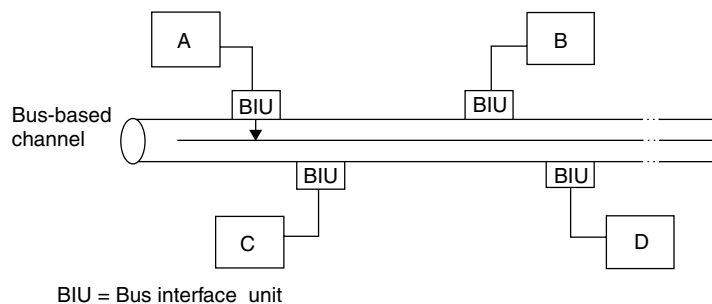 A
B
BIU
BIU
Bus-based
channel
BIU
BIU
C
D
BIU = Bus interface unit